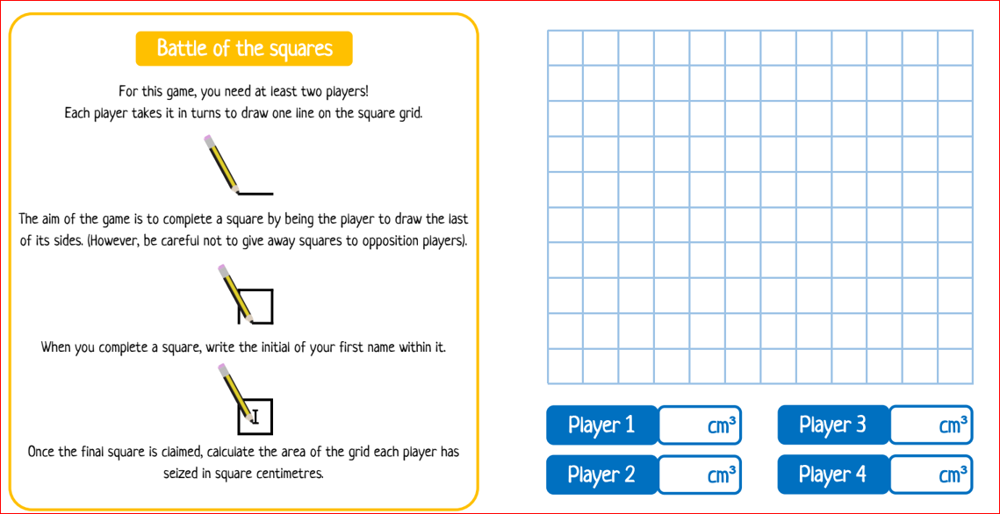 Battle of the squares
For this game, you need at least two players!
Each player takes it in turns to draw one line on the square grid.
The aim of the game is to complete a square by being the player to draw the last
of its sides. (However, be careful not to give away squares to opposition players).
When you complete a square, write the initial of your first name within it.
I
Once the final square is claimed, calculate the area of the grid each player has
seized in square centimetres.
Player 1 cm³
Player 3 cm³
Player 2 cm³
Player 4 cm³